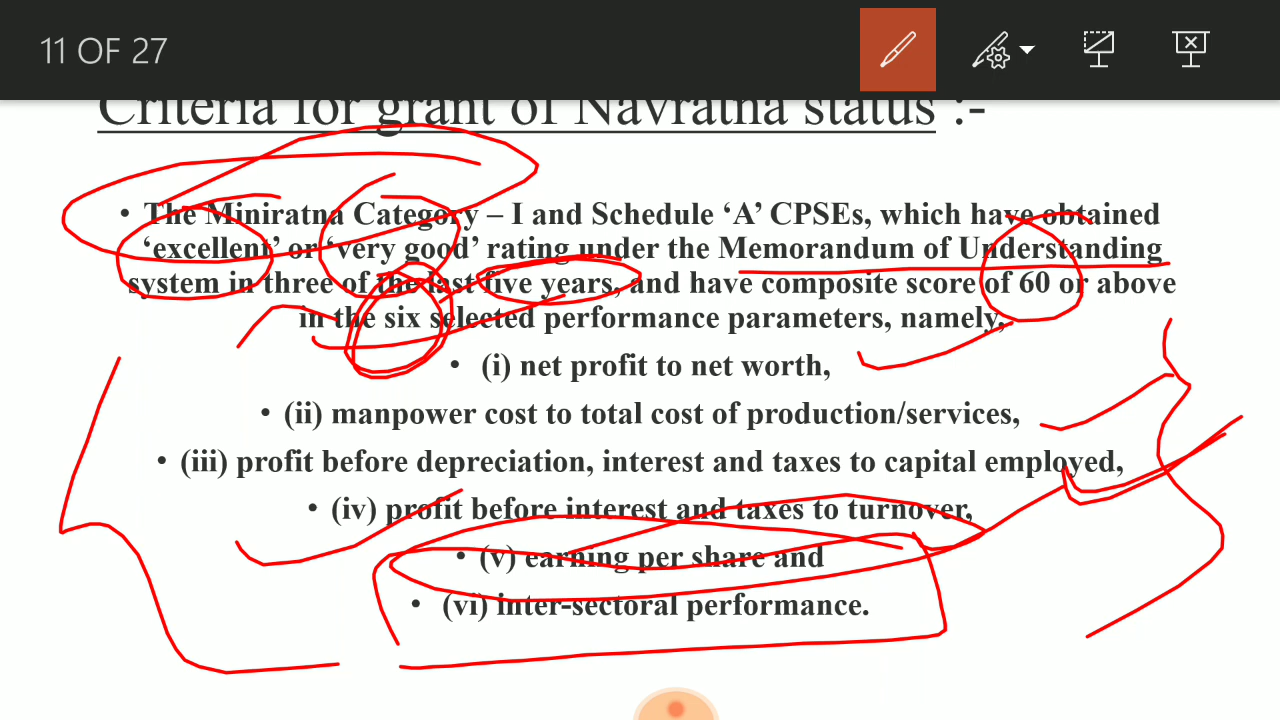 11 OF 27
Criteria for grant of Navratna status :-
• The Miniratna Category – I and Schedule ‘A’ CPSEs, which have obtained
‘excellent’ or ‘very good’ rating under the Memorandum of Understanding
system in three of the last five years, and have composite score of 60 or above
in the six selected performance parameters, namely,
• (i) net profit to net worth,
• (ii) manpower cost to total cost of production/services,
• (iii) profit before depreciation, interest and taxes to capital employed,
• (iv) profit before interest and taxes to turnover,
• (v) earning per share and
• (vi) inter-sectoral performance.